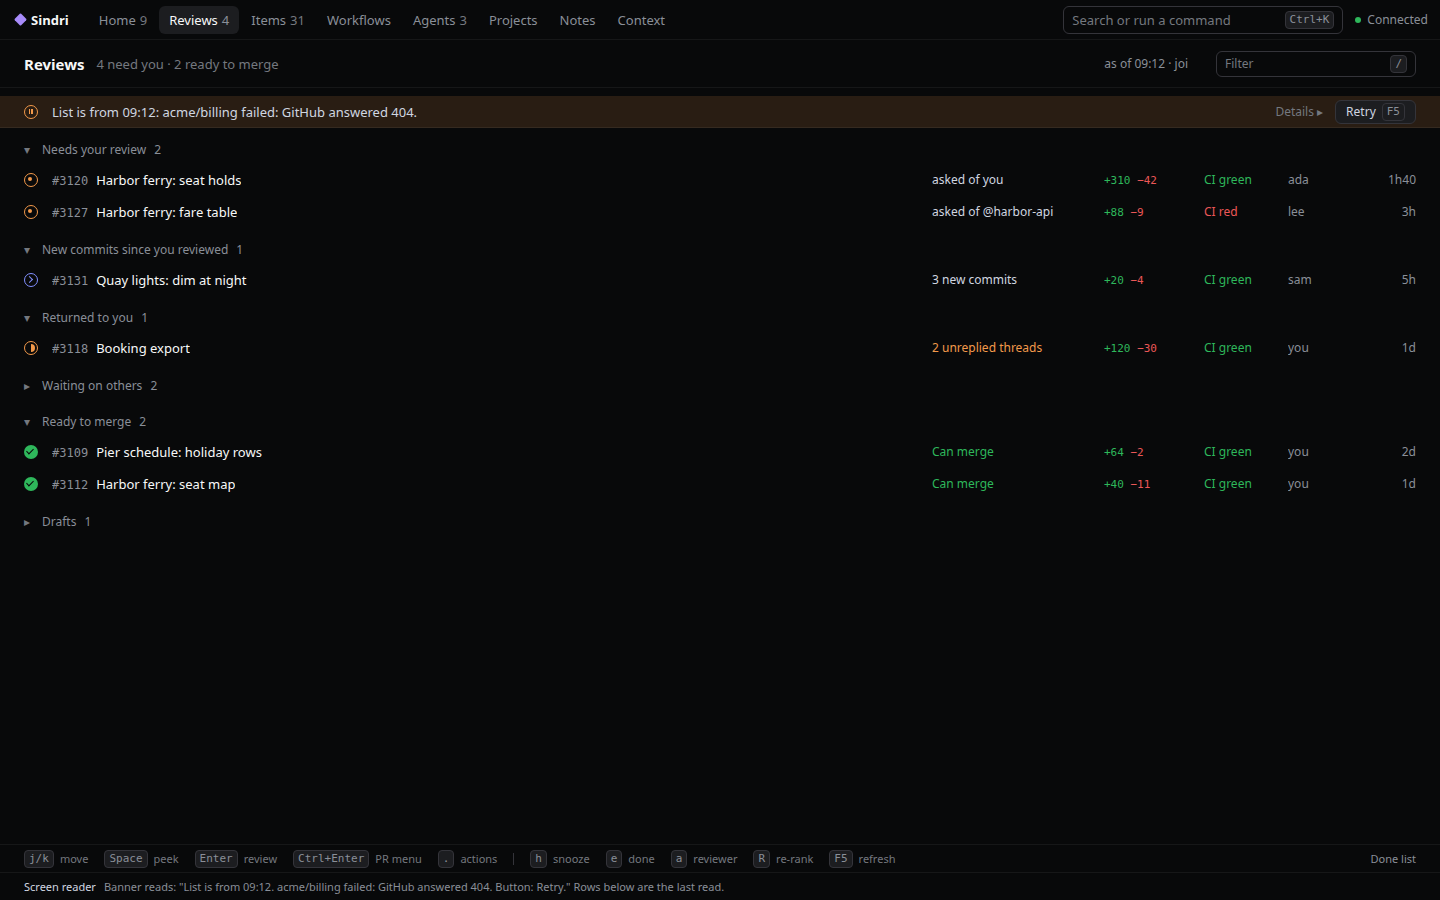 Sindri Home 9 Reviews 4 Items 31 Workflows Agents 3 Projects Notes Context Search or run a command Ctrl+K Connected
Reviews 4 need you · 2 ready to merge as of 09:12 · joi Filter /
List is from 09:12: acme/billing failed: GitHub answered 404. Details ▸ Retry F5
▾ Needs your review 2
#3120 Harbor ferry: seat holds asked of you +310 −42 CI green ada 1h40
#3127 Harbor ferry: fare table asked of @harbor-api +88 −9 CI red lee 3h
▾ New commits since you reviewed 1
#3131 Quay lights: dim at night 3 new commits +20 −4 CI green sam 5h
▾ Returned to you 1
#3118 Booking export 2 unreplied threads +120 −30 CI green you 1d
▸ Waiting on others 2
▾ Ready to merge 2
#3109 Pier schedule: holiday rows Can merge +64 −2 CI green you 2d
#3112 Harbor ferry: seat map Can merge +40 −11 CI green you 1d
▸ Drafts 1
j/k move Space peek Enter review Ctrl+Enter PR menu . actions h snooze e done a reviewer R re-rank F5 refresh Done list
Screen reader Banner reads: "List is from 09:12. acme/billing failed: GitHub answered 404. Button: Retry." Rows below are the last read.